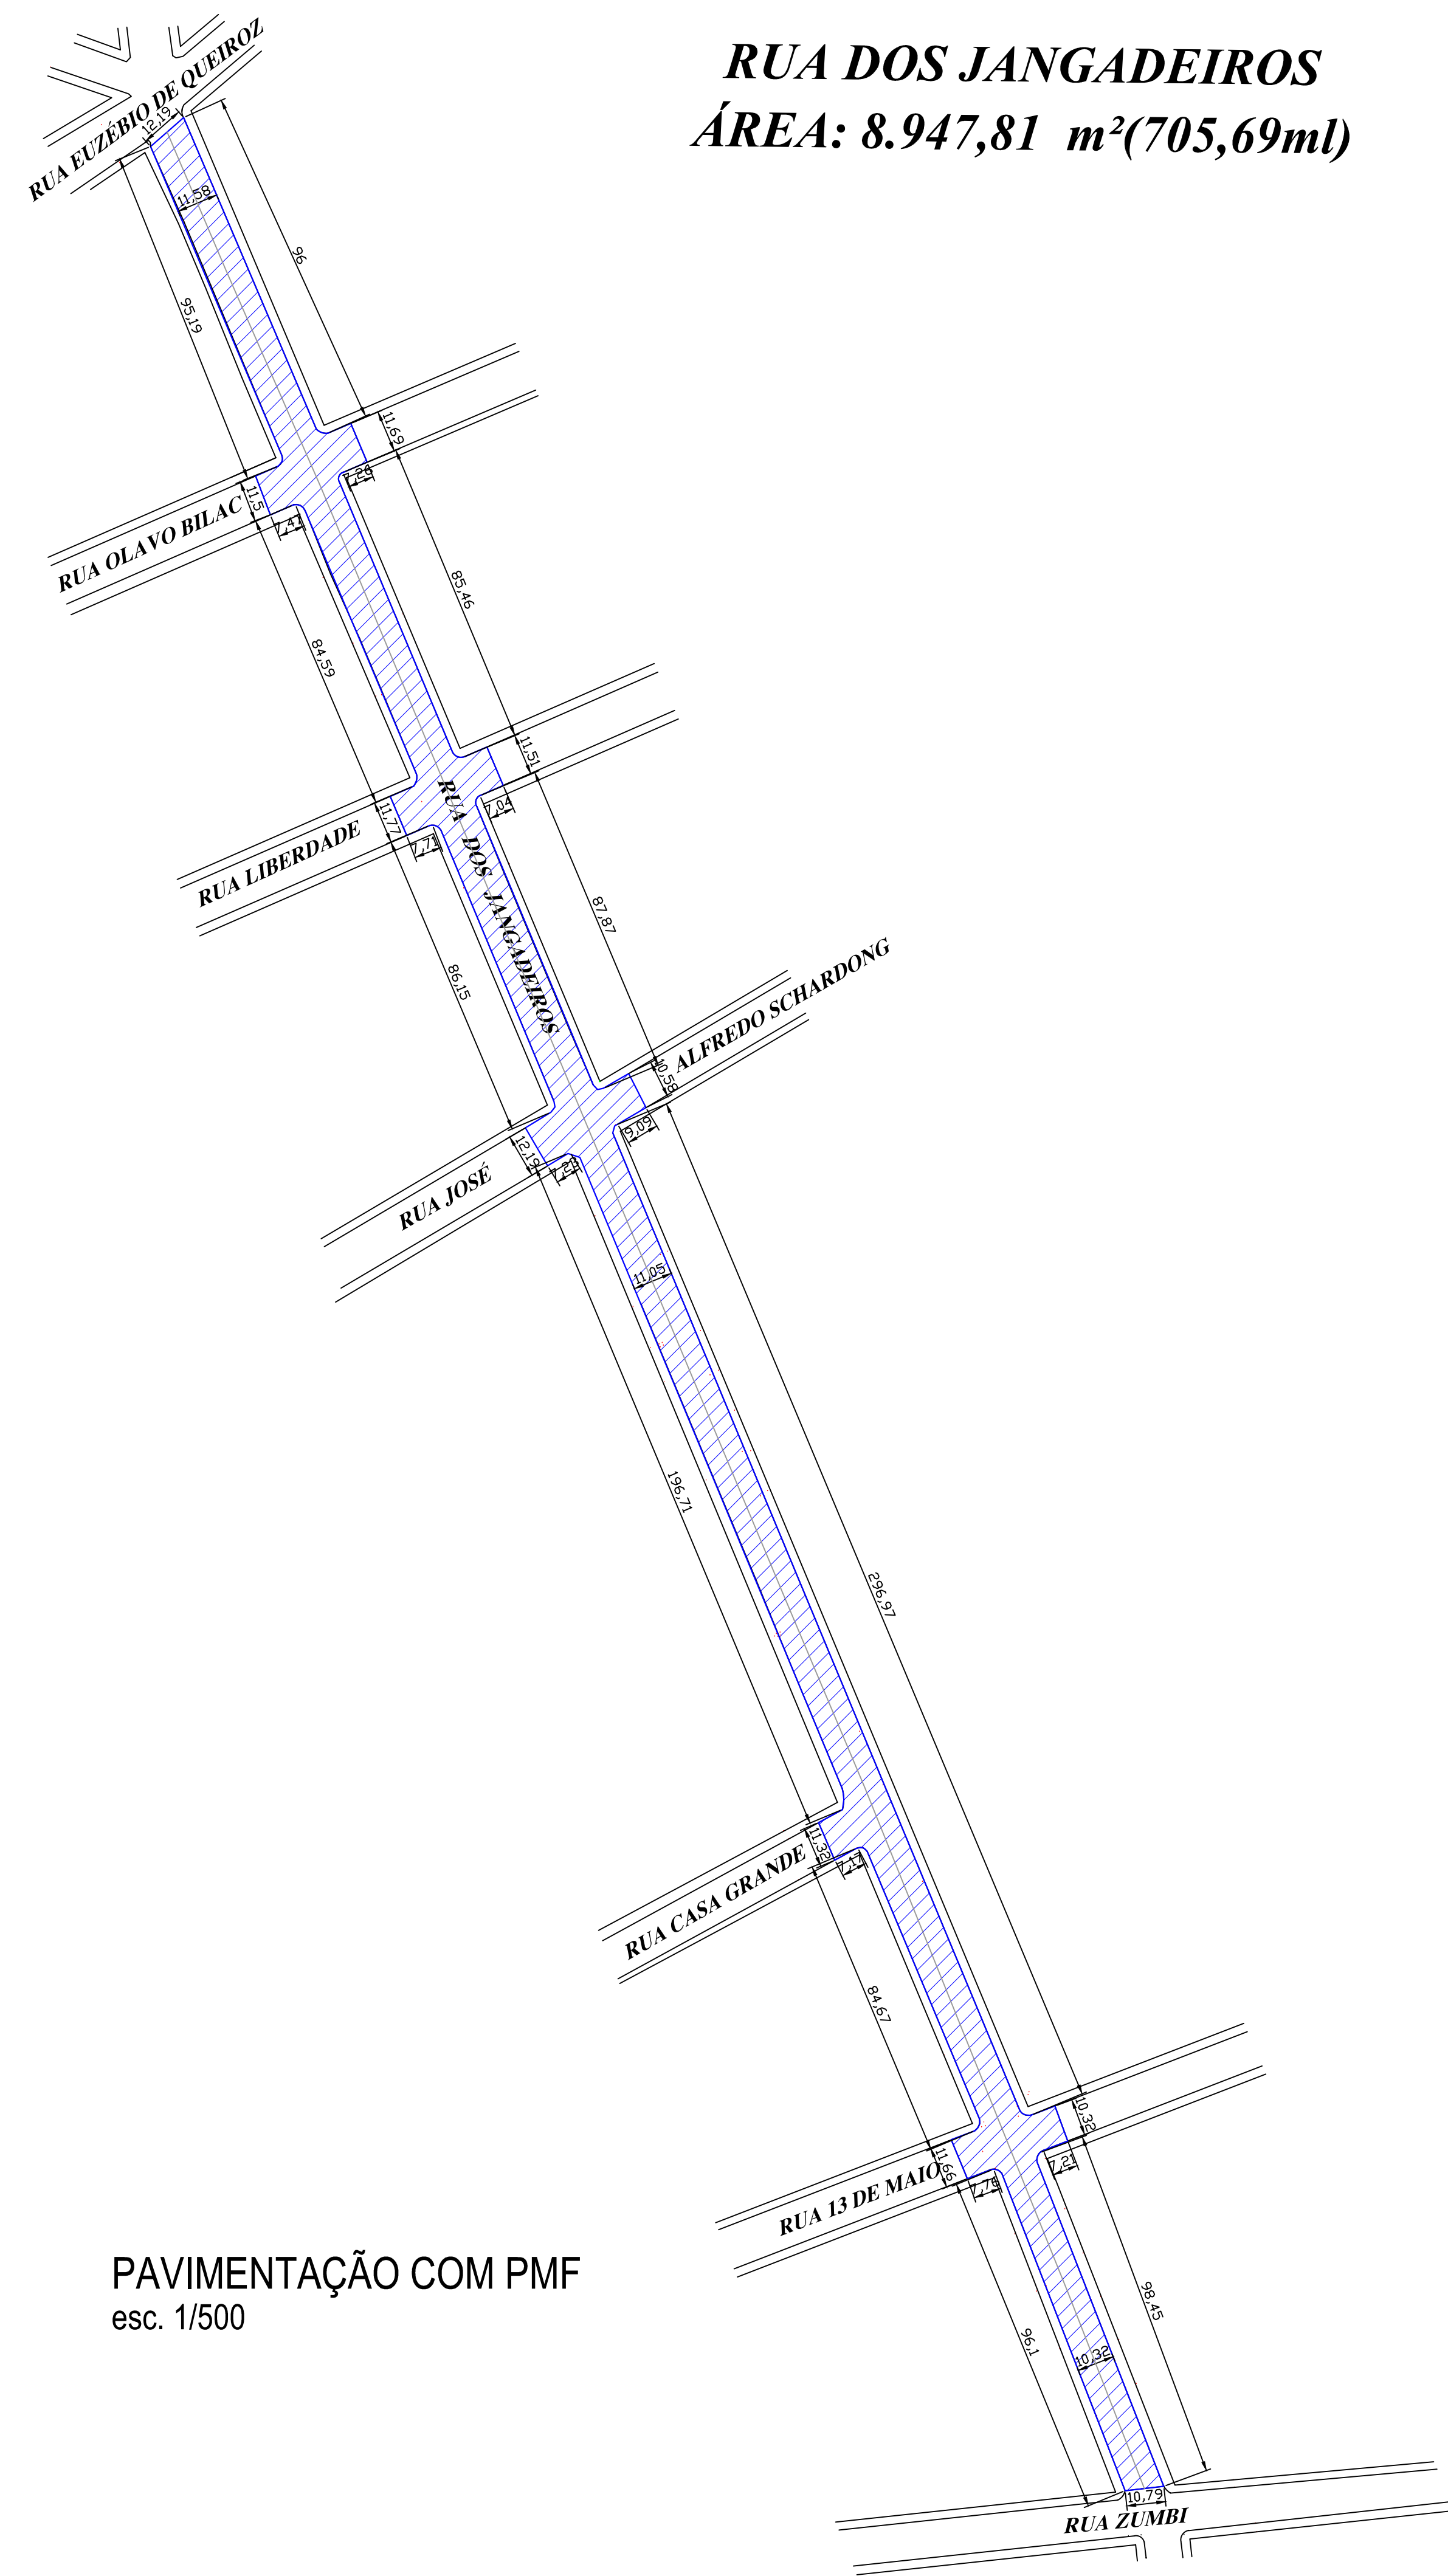 RUA DOS JANGADEIROS
ÁREA: 8.947,81 m²(705,69ml)
RUA EUZÉBIO DE QUEIROZ
12,19
11,58
96
95,19
11,69
7,26
11,5
RUA OLAVO BILAC
7,41
85,46
84,59
11,51
7,04
11,77
RUA LIBERDADE
7,71
RUA DOS JANGADEIROS
87,87
86,15
ALFREDO SCHARDONG
10,58
9,09
12,19
RUA JOSÉ
11,05
196,71
296,97
11,32
RUA CASA GRANDE
7,17
84,67
10,32
7,21
11,66
RUA 13 DE MAIO
PAVIMENTAÇÃO COM PMF
esc. 1/500
98,45
96,1
10,32
10,79
RUA ZUMBI